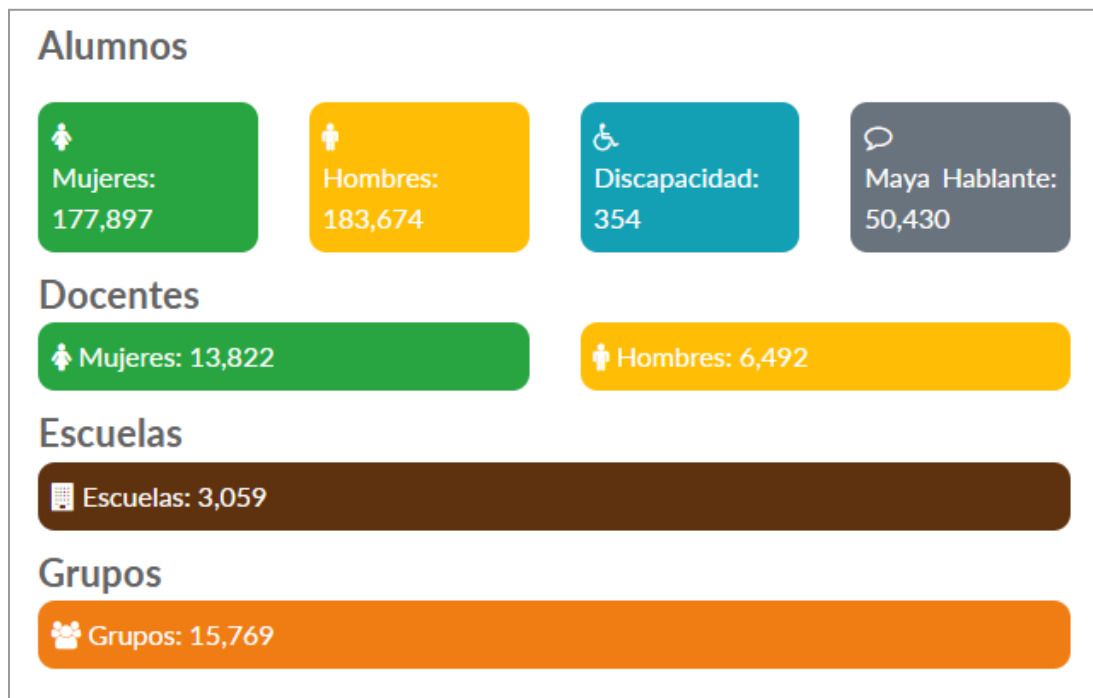 Alumnos
Mujeres:
177,897
Hombres:
183,674
Discapacidad:
354
Maya Hablante:
50,430
Docentes
Mujeres: 13,822
Hombres: 6,492
Escuelas
Escuelas: 3,059
Grupos
Grupos: 15,769